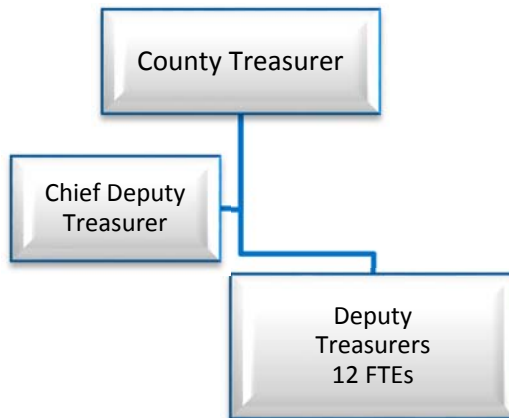 County Treasurer
Chief Deputy
Treasurer
Deputy
Treasurers
12 FTEs